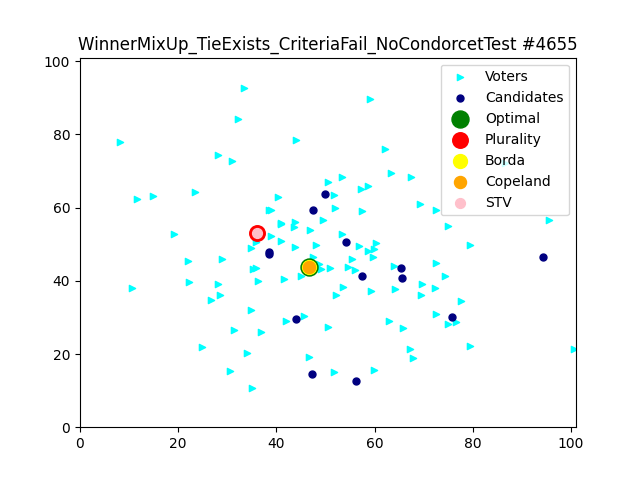 WinnerMixUp_TieExists_CriteriaFail_NoCondorcetTest #4655
100
80
60
40
20
0
0 20 40 60 80 100
Voters
Candidates
Optimal
Plurality
Borda
Copeland
STV